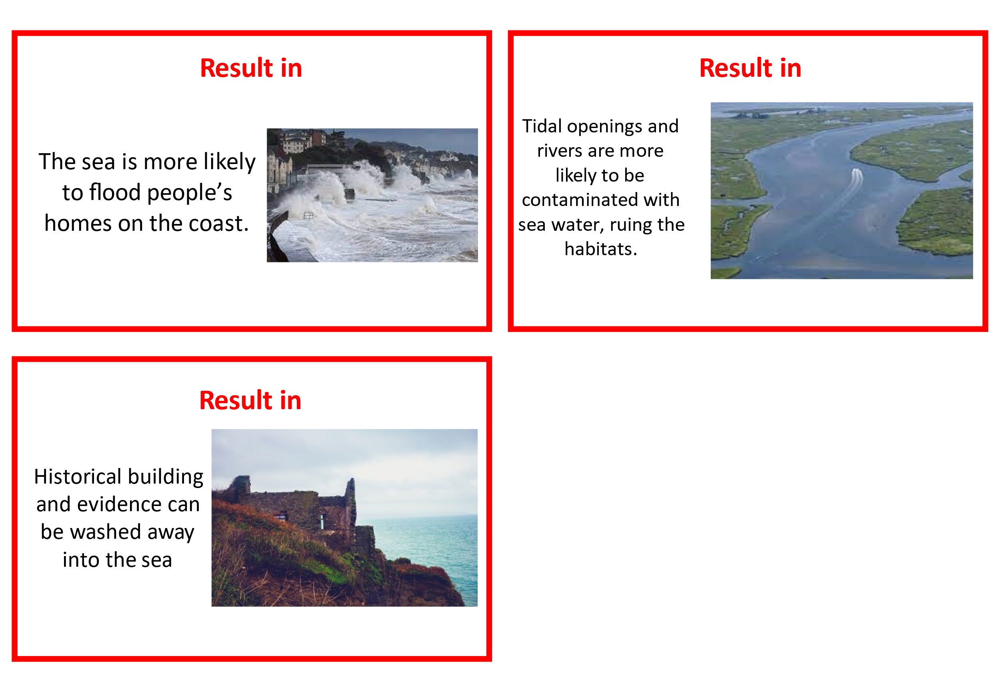 Result in
The sea is more likely
to flood people’s
homes on the coast.
Result in
Tidal openings and
rivers are more
likely to be
contaminated with
sea water, ruing the
habitats.
Result in
Historical building
and evidence can
be washed away
into the sea